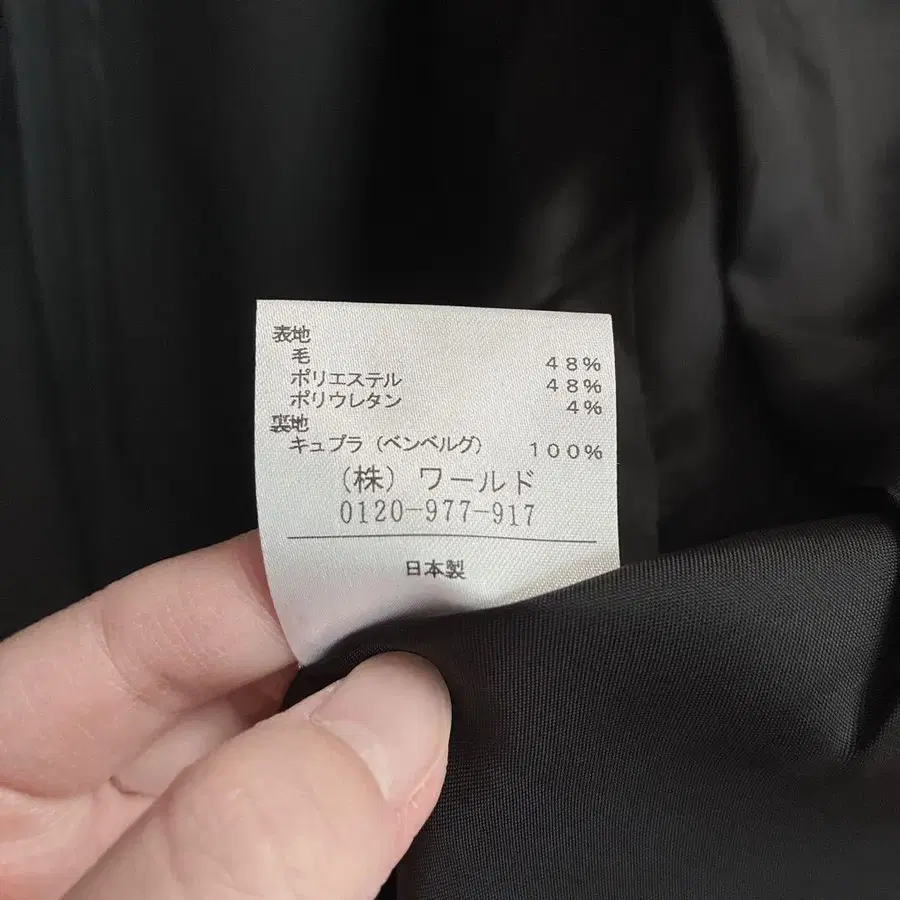 表地
毛 48%
ポリエステル 48%
ポリウレタン 4%
裏地
キュプラ（ベンベルグ） 100%
（株）ワールド
0120-977-917
日本製